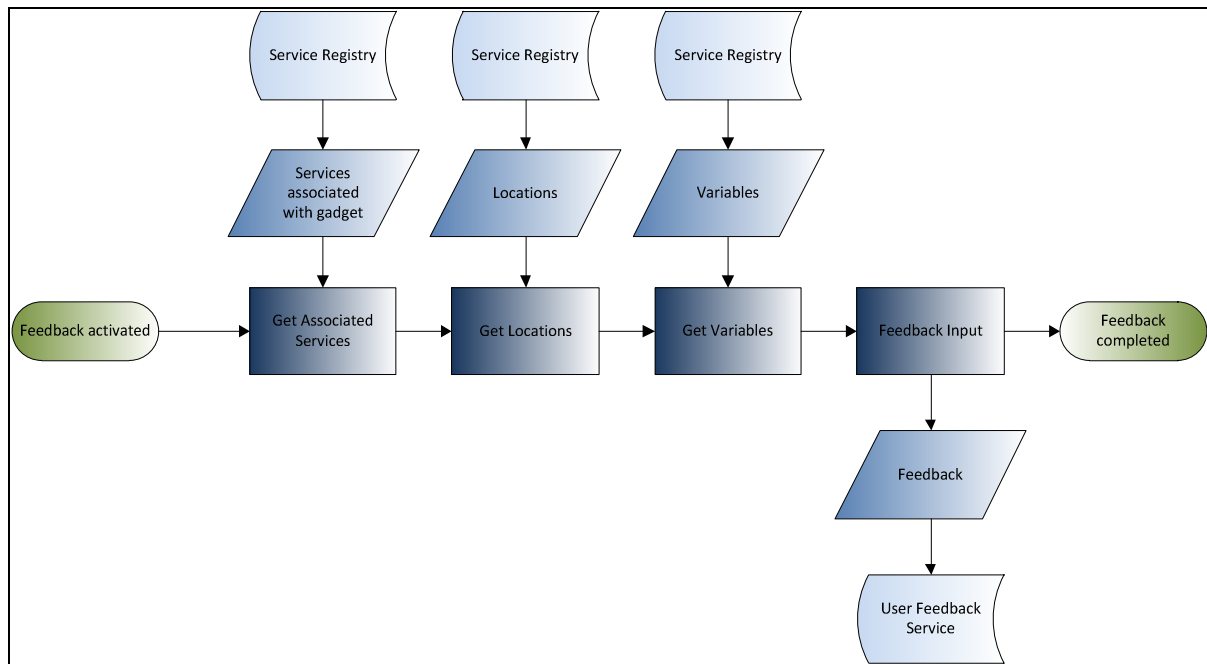 Service Registry
Service Registry
Service Registry
Services
associated
with gadget
Locations
Variables
Feedback activated
Get Associated
Services
Get Locations
Get Variables
Feedback Input
Feedback
completed
Feedback
User Feedback
Service